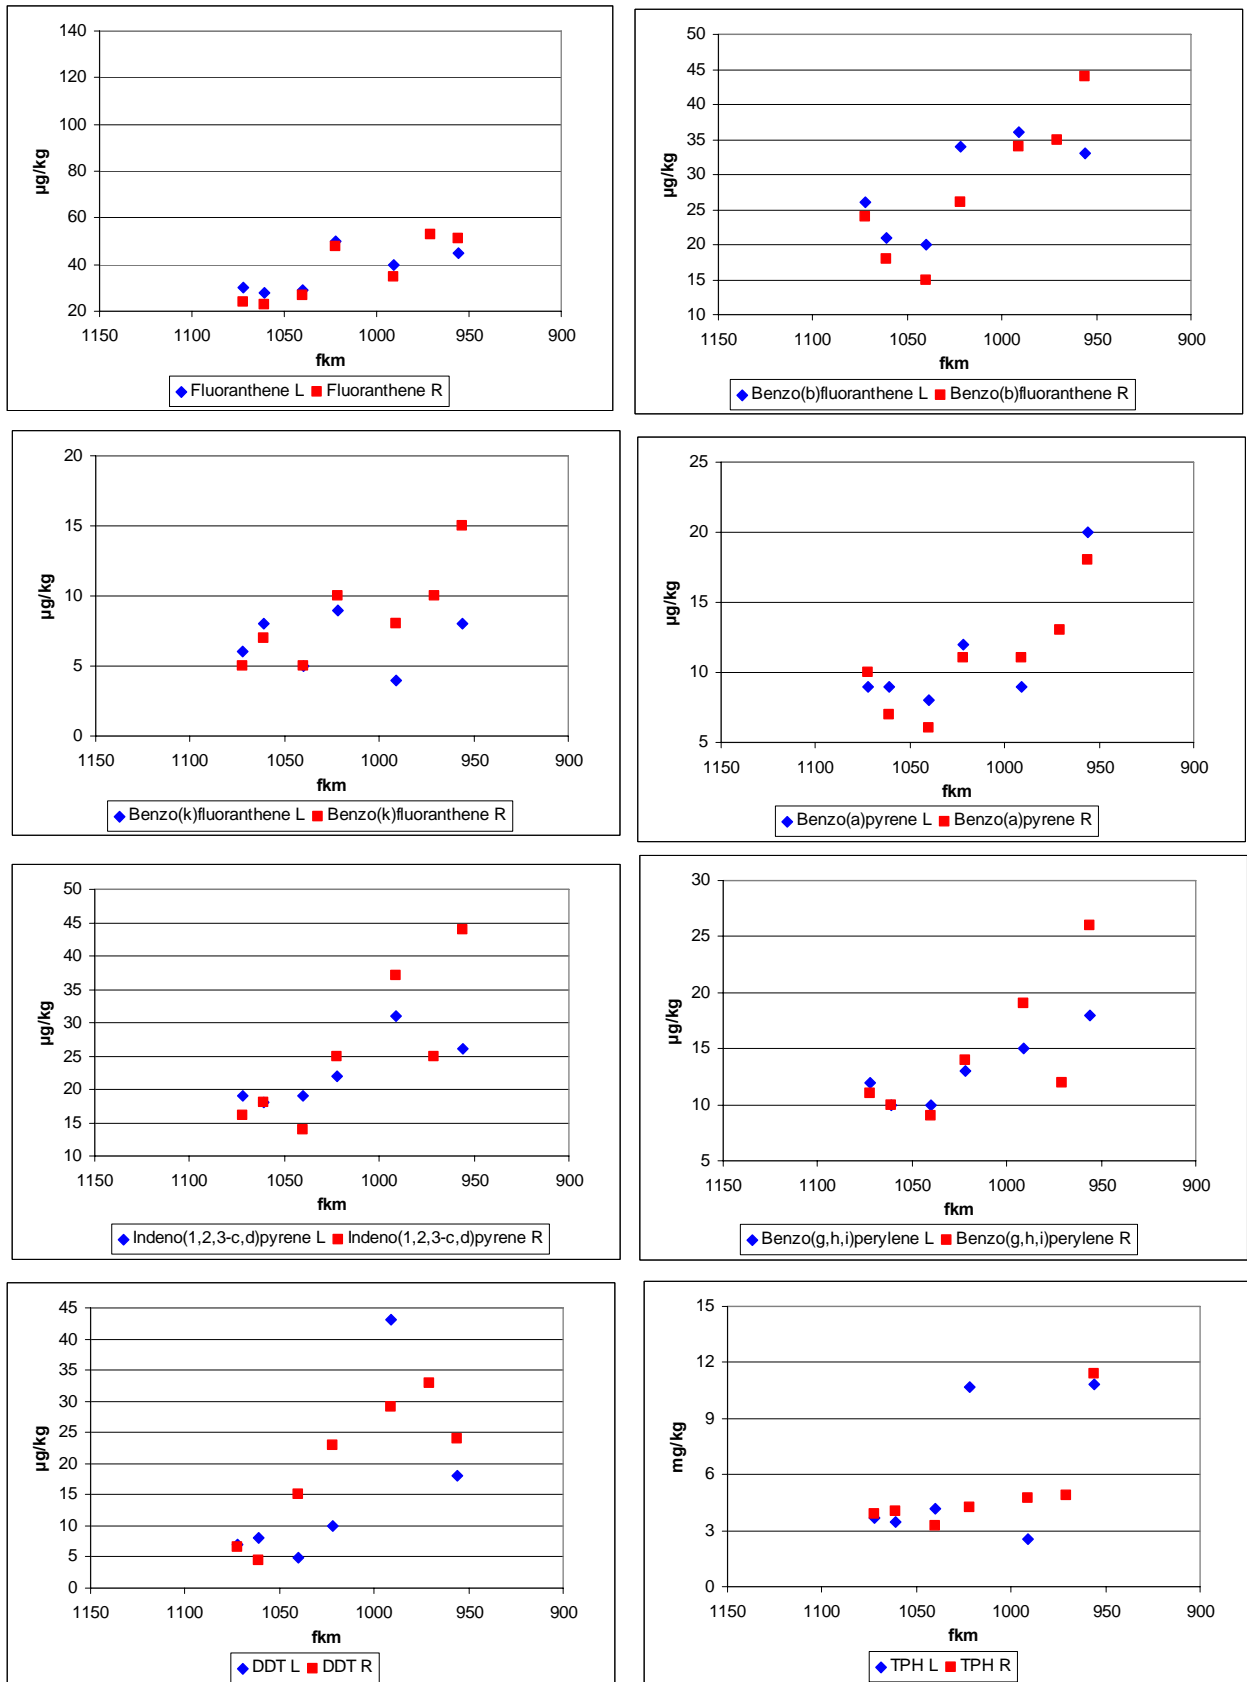 140
120
100
80
60
40
20
µg/kg
1150 1100 1050 1000 950 900
fkm
Fluoranthene L Fluoranthene R
50
45
40
35
30
25
20
15
10
µg/kg
1150 1100 1050 1000 950 900
fkm
Benzo(b)fluoranthene L Benzo(b)fluoranthene R
20
15
10
5
0
µg/kg
1150 1100 1050 1000 950 900
fkm
Benzo(k)fluoranthene L Benzo(k)fluoranthene R
25
20
15
10
5
µg/kg
1150 1100 1050 1000 950 900
fkm
Benzo(a)pyrene L Benzo(a)pyrene R
50
45
40
35
30
25
20
15
10
µg/kg
1150 1100 1050 1000 950 900
fkm
Indeno(1,2,3-c,d)pyrene L Indeno(1,2,3-c,d)pyrene R
30
25
20
15
10
5
µg/kg
1150 1100 1050 1000 950 900
fkm
Benzo(g,h,i)perylene L Benzo(g,h,i)perylene R
45
40
35
30
25
20
15
10
5
0
µg/kg
1150 1100 1050 1000 950 900
fkm
DDT L DDT R
15
12
9
6
3
0
mg/kg
1150 1100 1050 1000 950 900
fkm
TPH L TPH R